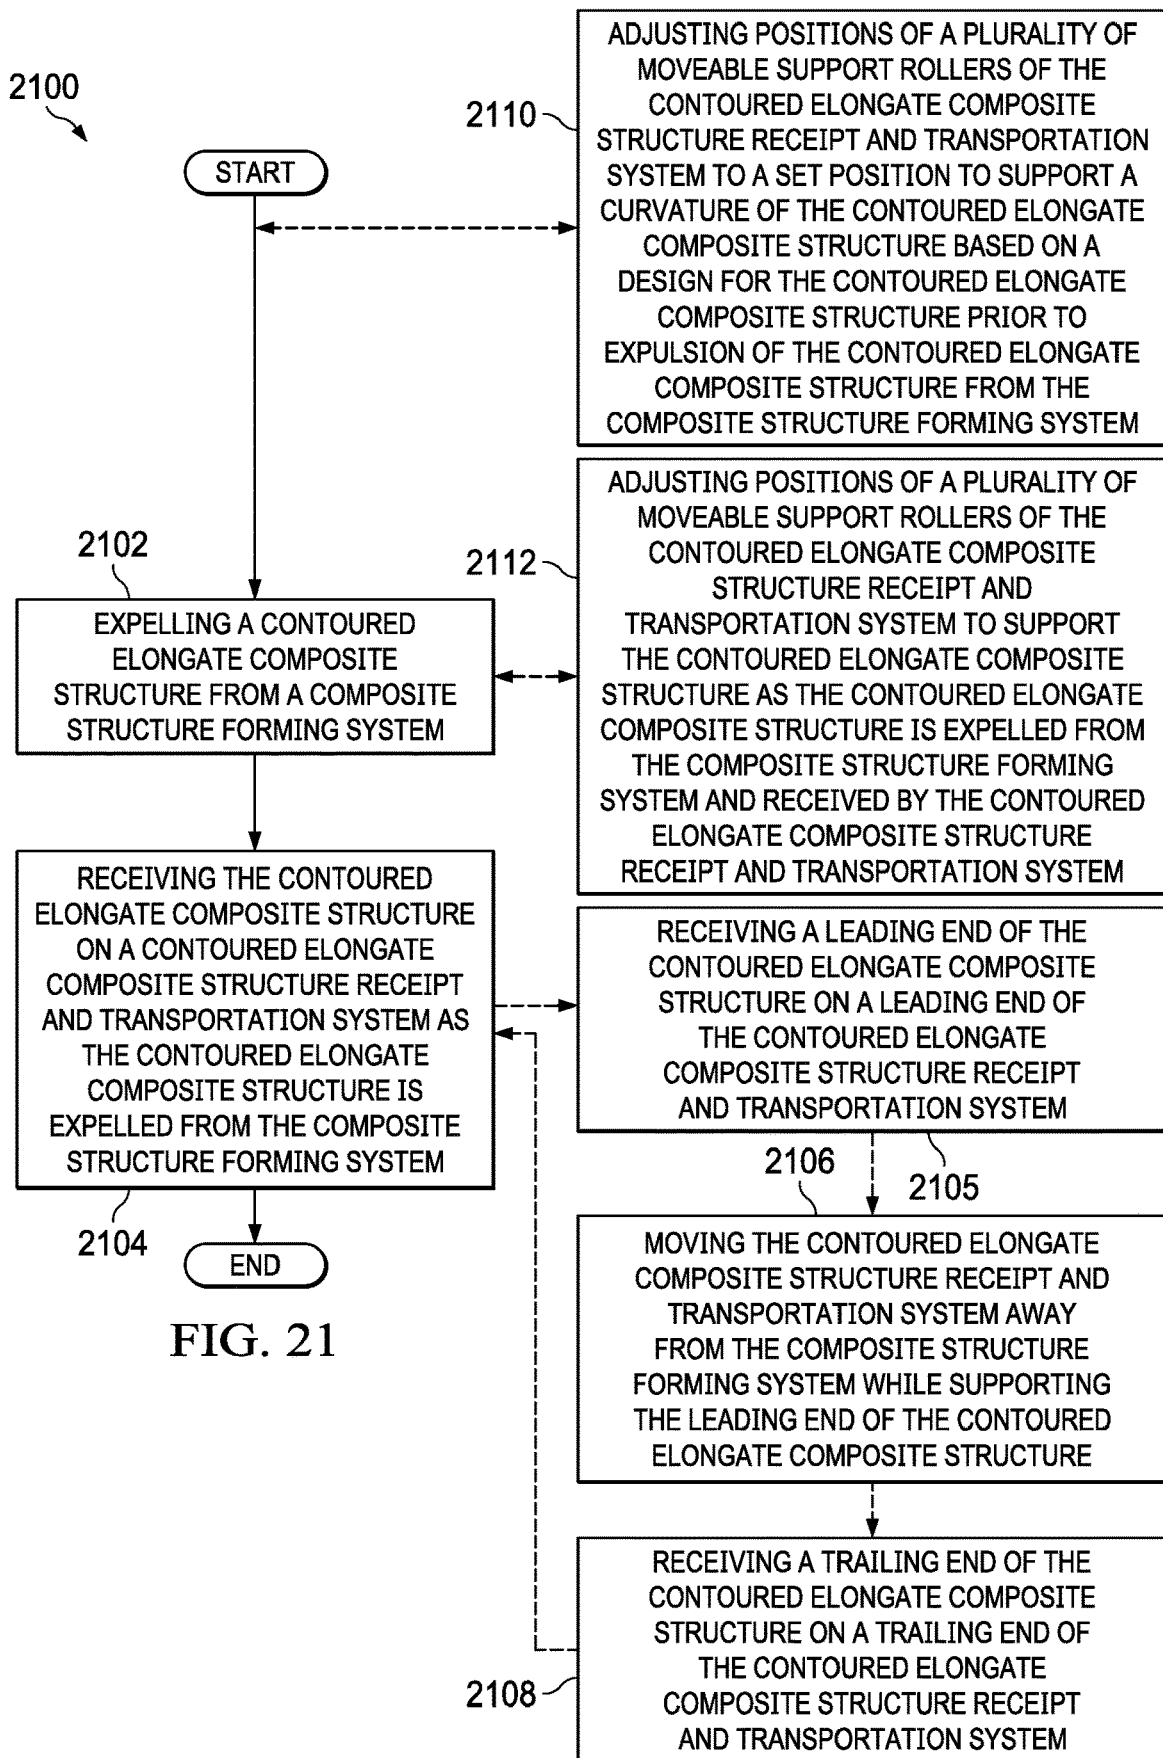 2100
START
2110
ADJUSTING POSITIONS OF A PLURALITY OF
MOVEABLE SUPPORT ROLLERS OF THE
CONTOURED ELONGATE COMPOSITE
STRUCTURE RECEIPT AND TRANSPORTATION
SYSTEM TO A SET POSITION TO SUPPORT A
CURVATURE OF THE CONTOURED ELONGATE
COMPOSITE STRUCTURE BASED ON A
DESIGN FOR THE CONTOURED ELONGATE
COMPOSITE STRUCTURE PRIOR TO
EXPULSION OF THE CONTOURED ELONGATE
COMPOSITE STRUCTURE FROM THE
COMPOSITE STRUCTURE FORMING SYSTEM
2102
EXPELLING A CONTOURED
ELONGATE COMPOSITE
STRUCTURE FROM A COMPOSITE
STRUCTURE FORMING SYSTEM
2112
ADJUSTING POSITIONS OF A PLURALITY OF
MOVEABLE SUPPORT ROLLERS OF THE
CONTOURED ELONGATE COMPOSITE
STRUCTURE RECEIPT AND
TRANSPORTATION SYSTEM TO SUPPORT
THE CONTOURED ELONGATE COMPOSITE
STRUCTURE AS THE CONTOURED ELONGATE
COMPOSITE STRUCTURE IS EXPELLED FROM
THE COMPOSITE STRUCTURE FORMING
SYSTEM AND RECEIVED BY THE CONTOURED
ELONGATE COMPOSITE STRUCTURE
RECEIPT AND TRANSPORTATION SYSTEM
RECEIVING THE CONTOURED
ELONGATE COMPOSITE STRUCTURE
ON A CONTOURED ELONGATE
COMPOSITE STRUCTURE RECEIPT
AND TRANSPORTATION SYSTEM AS
THE CONTOURED ELONGATE
COMPOSITE STRUCTURE IS
EXPELLED FROM THE COMPOSITE
STRUCTURE FORMING SYSTEM
2104
END
RECEIVING A LEADING END OF THE
CONTOURED ELONGATE COMPOSITE
STRUCTURE ON A LEADING END OF
THE CONTOURED ELONGATE
COMPOSITE STRUCTURE RECEIPT
AND TRANSPORTATION SYSTEM
2105
2106
MOVING THE CONTOURED ELONGATE
COMPOSITE STRUCTURE RECEIPT AND
TRANSPORTATION SYSTEM AWAY
FROM THE COMPOSITE STRUCTURE
FORMING SYSTEM WHILE SUPPORTING
THE LEADING END OF THE CONTOURED
ELONGATE COMPOSITE STRUCTURE
2108
RECEIVING A TRAILING END OF THE
CONTOURED ELONGATE COMPOSITE
STRUCTURE ON A TRAILING END OF
THE CONTOURED ELONGATE
COMPOSITE STRUCTURE RECEIPT
AND TRANSPORTATION SYSTEM
FIG. 21